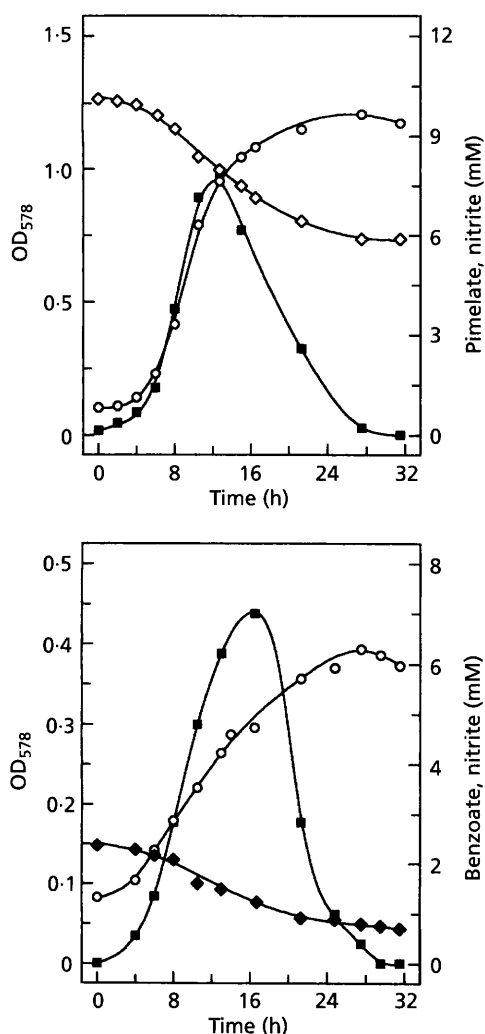 1·5
1·0
0·5
0
OD578
12
9
6
3
0
Pimelate, nitrite (mM)
0 8 16 24 32
Time (h)
0·5
0·4
0·3
0·2
0·1
0
OD578
8
6
4
2
0
Benzoate, nitrite (mM)
0 8 16 24 32
Time (h)